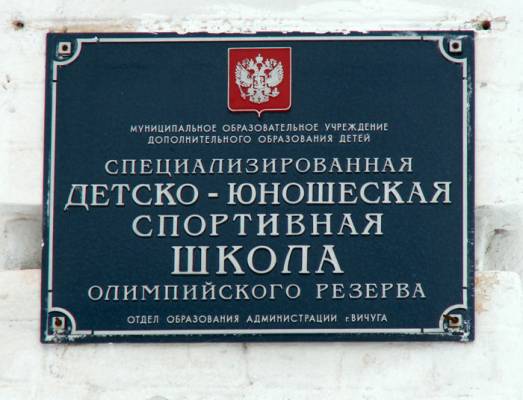 МУНИЦИПАЛЬНОЕ ОБРАЗОВАТЕЛЬНОЕ УЧРЕЖДЕНИЕ
ДОПОЛНИТЕЛЬНОГО ОБРАЗОВАНИЯ ДЕТЕЙ
СПЕЦИАЛИЗИРОВАННАЯ
ДЕТСКО - ЮНОШЕСКАЯ
СПОРТИВНАЯ
ШКОЛА
ОЛИМПИЙСКОГО РЕЗЕРВА
ОТДЕЛ ОБРАЗОВАНИЯ АДМИНИСТРАЦИИ г.ВИЧУГА